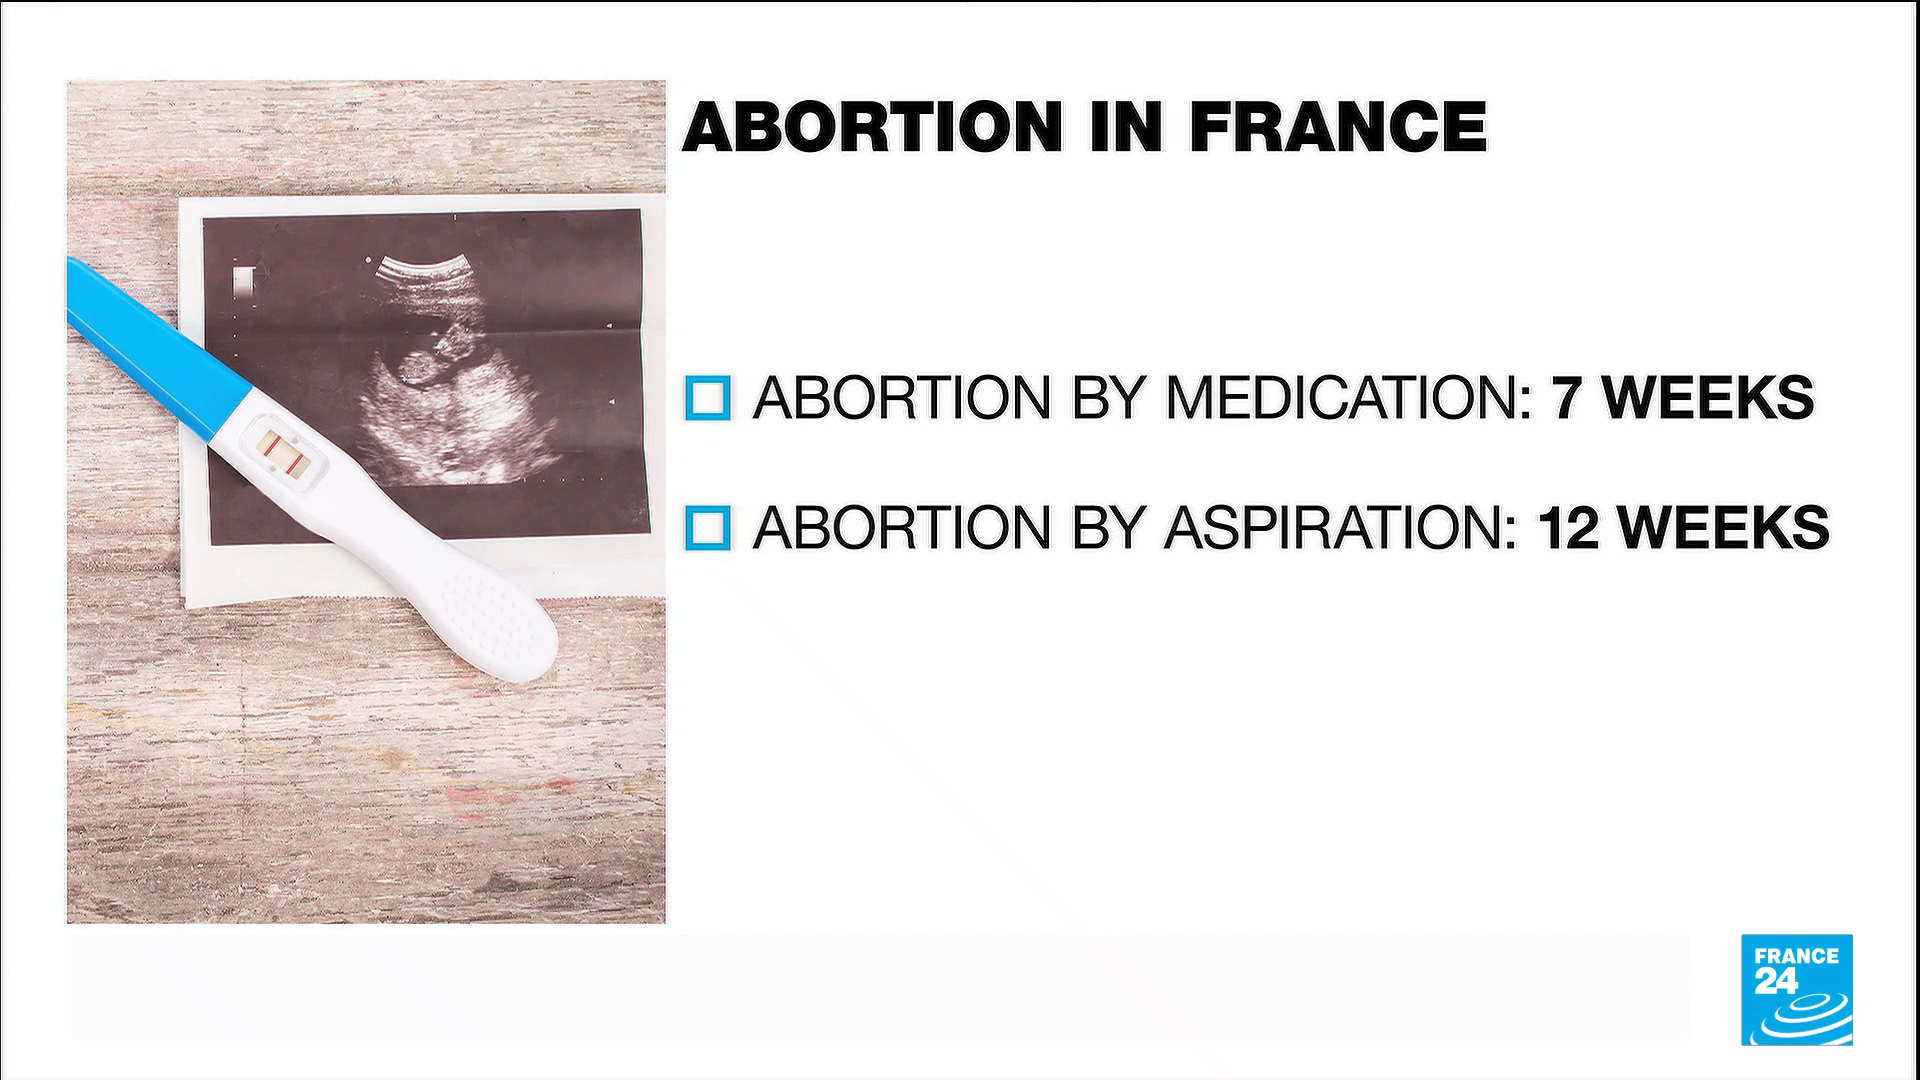 ABORTION IN FRANCE
ABORTION BY MEDICATION: 7 WEEKS
ABORTION BY ASPIRATION: 12 WEEKS
FRANCE
24